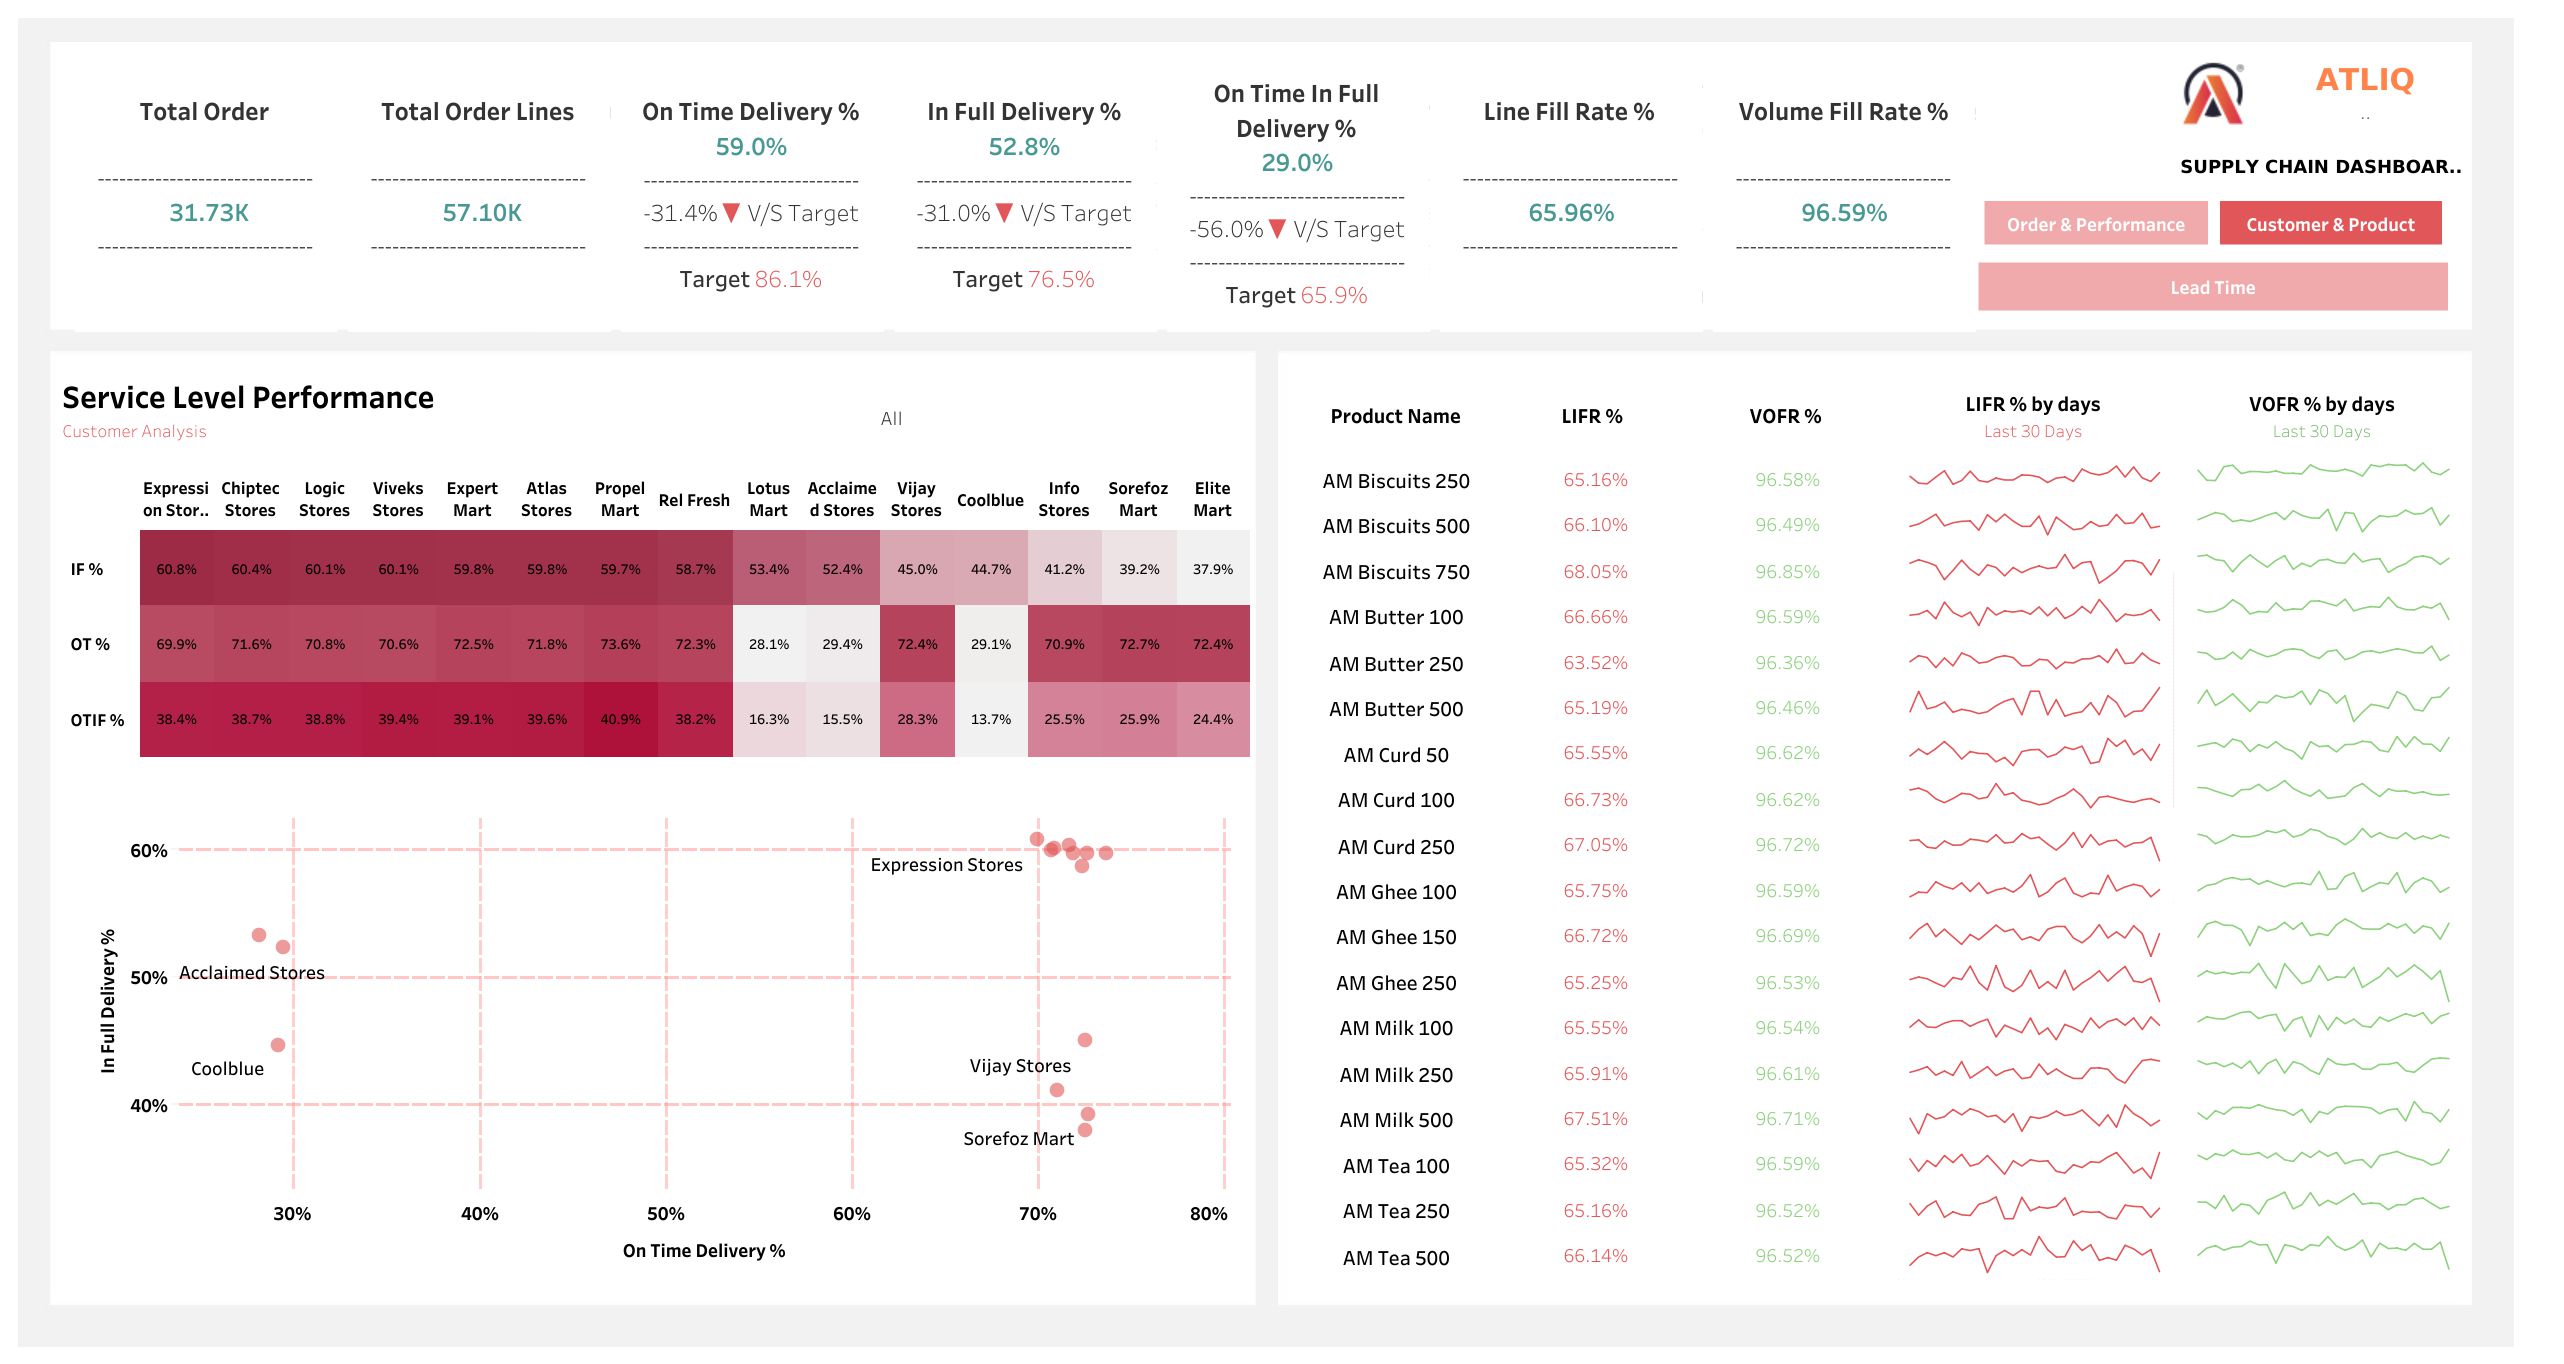 Total Order
------------------------------
31.73K
------------------------------
Total Order Lines
------------------------------
57.10K
------------------------------
On Time Delivery %
59.0%
------------------------------
-31.4%▼ V/S Target
------------------------------
Target 86.1%
In Full Delivery %
52.8%
------------------------------
-31.0%▼ V/S Target
------------------------------
Target 76.5%
On Time In Full
Delivery %
29.0%
------------------------------
-56.0%▼ V/S Target
------------------------------
Target 65.9%
Line Fill Rate %
------------------------------
65.96%
------------------------------
Volume Fill Rate %
------------------------------
96.59%
------------------------------
ATLIQ
..
SUPPLY CHAIN DASHBOAR..
Order & Performance
Customer & Product
Lead Time
Service Level Performance
Customer Analysis
All
Expressi
on Stor..
Chiptec
Stores
Logic
Stores
Viveks
Stores
Expert
Mart
Atlas
Stores
Propel
Mart
Rel Fresh
Lotus
Mart
Acclaime
d Stores
Vijay
Stores
Coolblue
Info
Stores
Sorefoz
Mart
Elite
Mart
IF % 60.8% 60.4% 60.1% 60.1% 59.8% 59.8% 59.7% 58.7% 53.4% 52.4% 45.0% 44.7% 41.2% 39.2% 37.9%
OT % 69.9% 71.6% 70.8% 70.6% 72.5% 71.8% 73.6% 72.3% 28.1% 29.4% 72.4% 29.1% 70.9% 72.7% 72.4%
OTIF % 38.4% 38.7% 38.8% 39.4% 39.1% 39.6% 40.9% 38.2% 16.3% 15.5% 28.3% 13.7% 25.5% 25.9% 24.4%
In Full Delivery %
60%
50%
40%
Expression Stores
Acclaimed Stores
Coolblue
Vijay Stores
Sorefoz Mart
30% 40% 50% 60% 70% 80%
On Time Delivery %
Product Name LIFR % VOFR % LIFR % by days VOFR % by days
Last 30 Days Last 30 Days
AM Biscuits 250 65.16% 96.58%
AM Biscuits 500 66.10% 96.49%
AM Biscuits 750 68.05% 96.85%
AM Butter 100 66.66% 96.59%
AM Butter 250 63.52% 96.36%
AM Butter 500 65.19% 96.46%
AM Curd 50 65.55% 96.62%
AM Curd 100 66.73% 96.62%
AM Curd 250 67.05% 96.72%
AM Ghee 100 65.75% 96.59%
AM Ghee 150 66.72% 96.69%
AM Ghee 250 65.25% 96.53%
AM Milk 100 65.55% 96.54%
AM Milk 250 65.91% 96.61%
AM Milk 500 67.51% 96.71%
AM Tea 100 65.32% 96.59%
AM Tea 250 65.16% 96.52%
AM Tea 500 66.14% 96.52%